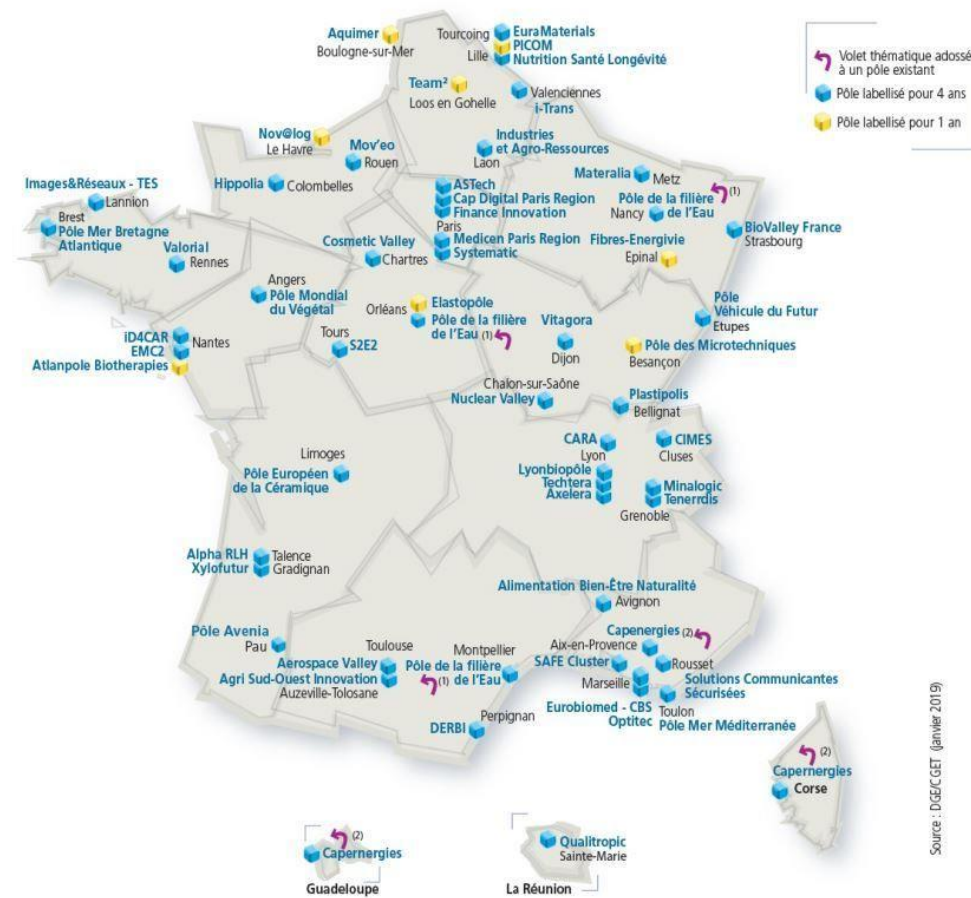 Aquimer
Boulogne-sur-Mer
Tourcoing
EuraMaterials
PICOM
Lille
Nutrition Santé Longévité
Volet thématique adossé
à un pôle existant
Pôle labellisé pour 4 ans
Pôle labellisé pour 1 an
Team²
Loos en Gohelle
Valenciennes
i-Trans
Nov@log
Le Havre
Mov'eo
Rouen
Industries
et Agro-Ressources
Laon
Hippolia
Colombelles
Materalia
Metz
(1)
Pôle de la filière
de l'Eau
Nancy
Images&Réseaux - TES
Lannion
Brest
Pôle Mer Bretagne
Atlantique
Valorial
Rennes
ASTech
Cap Digital Paris Region
Finance Innovation
Paris
Medicen Paris Region
Systematic
Cosmetic Valley
Chartres
BioValley France
Strasbourg
Fibres-Energivie
Epinal
Angers
Pôle Mondial
du Végétal
Orléans
Elastopôle
Pôle de la filière
de l'Eau (1)
Tours
S2E2
Vitagora
Dijon
Pôle
Véhicule du Futur
Etupes
Pôle des Microtechniques
Besançon
iD4CAR
EMC2
Nantes
Atlanpole Biotherapies
Chalon-sur-Saône
Nuclear Valley
Plastipolis
Bellignat
Limoges
Pôle Européen
de la Céramique
CARA
Lyon
Lyonbiopôle
Techtera
Axelera
CIMES
Cluses
Minalogic
Tenerrdis
Grenoble
Alpha RLH
Talence
Xylofutur
Gradignan
Alimentation Bien-Être Naturalité
Avignon
Pôle Avenia
Pau
Toulouse
Aerospace Valley
Agri Sud-Ouest Innovation
Auzeville-Tolosane
Montpellier
Pôle de la filière
de l'Eau
(1)
DERBI
Perpignan
Capenergies (2)
Aix-en-Provence
SAFE Cluster
Rousset
Solutions Communicantes
Sécurisées
Marseille
Eurobiomed - CBS
Optitec
Toulon
Pôle Mer Méditerranée
(2)
Capernergies
Corse
(2)
Capernergies
Guadeloupe
Qualitropic
Sainte-Marie
La Réunion
Source : DGE/CGET (janvier 2019)